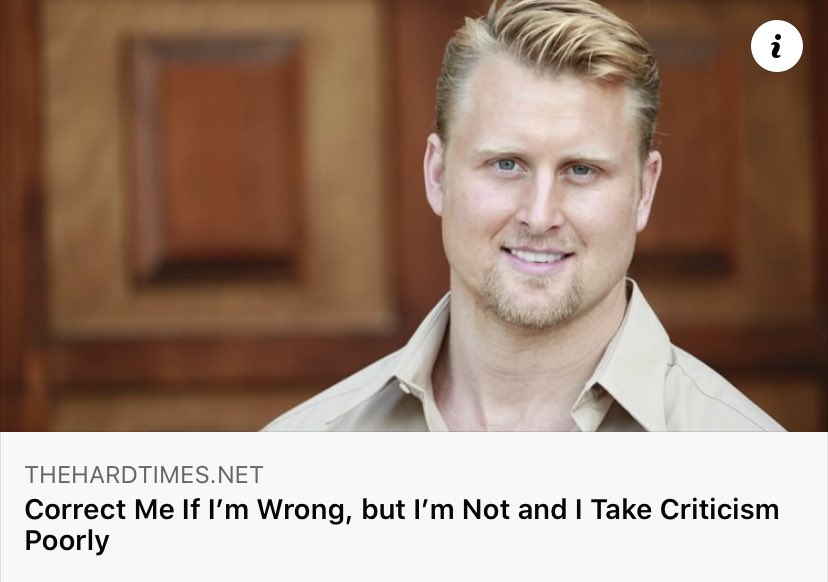 THEHARDTIMES.NET
Correct Me If I’m Wrong, but I’m Not and I Take Criticism
Poorly